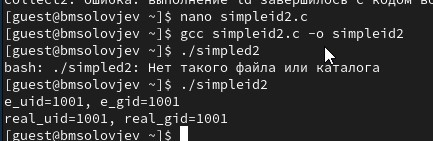 collect2: ошибка: выполнение ld завершилось с кодом во
[guest@bmsolovjev ~]$ nano simpleid2.c
[guest@bmsolovjev ~]$ gcc simpleid2.c -o simpleid2
[guest@bmsolovjev ~]$ ./simpled2
bash: ./simpled2: Нет такого файла или каталога
[guest@bmsolovjev ~]$ ./simpleid2
e_uid=1001, e_gid=1001
real_uid=1001, real_gid=1001
[guest@bmsolovjev ~]$